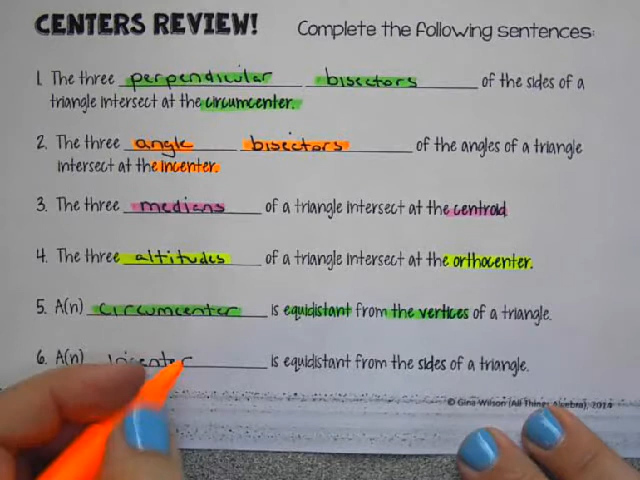 CENTERS REVIEW! Complete the following sentences:
1. The three perpendicular bisectors of the sides of a
triangle intersect at the circumcenter.
2. The three angle bisectors of the angles of a triangle
intersect at the incenter.
3. The three medians of a triangle intersect at the centroid.
4. The three altitudes of a triangle intersect at the orthocenter.
5. A(n) circumcenter is equidistant from the vertices of a triangle.
6. A(n) incenter is equidistant from the sides of a triangle.
© Gina Wilson (All Things Algebra), 2014